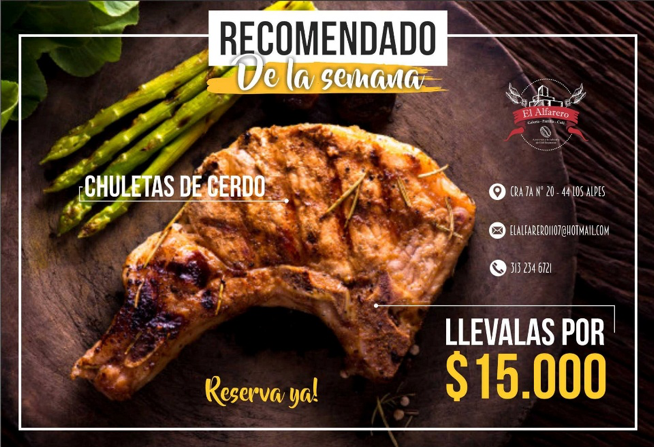 RECOMENDADO
De la semana
El Alfarero
CHULETAS DE CERDO
CRA 7A Nº 20 - 44 LOS ALPES
ELALFARERO1107@HOTMAIL.COM
313 234 6721
LLEVALAS POR
$15.000
Reserva ya!